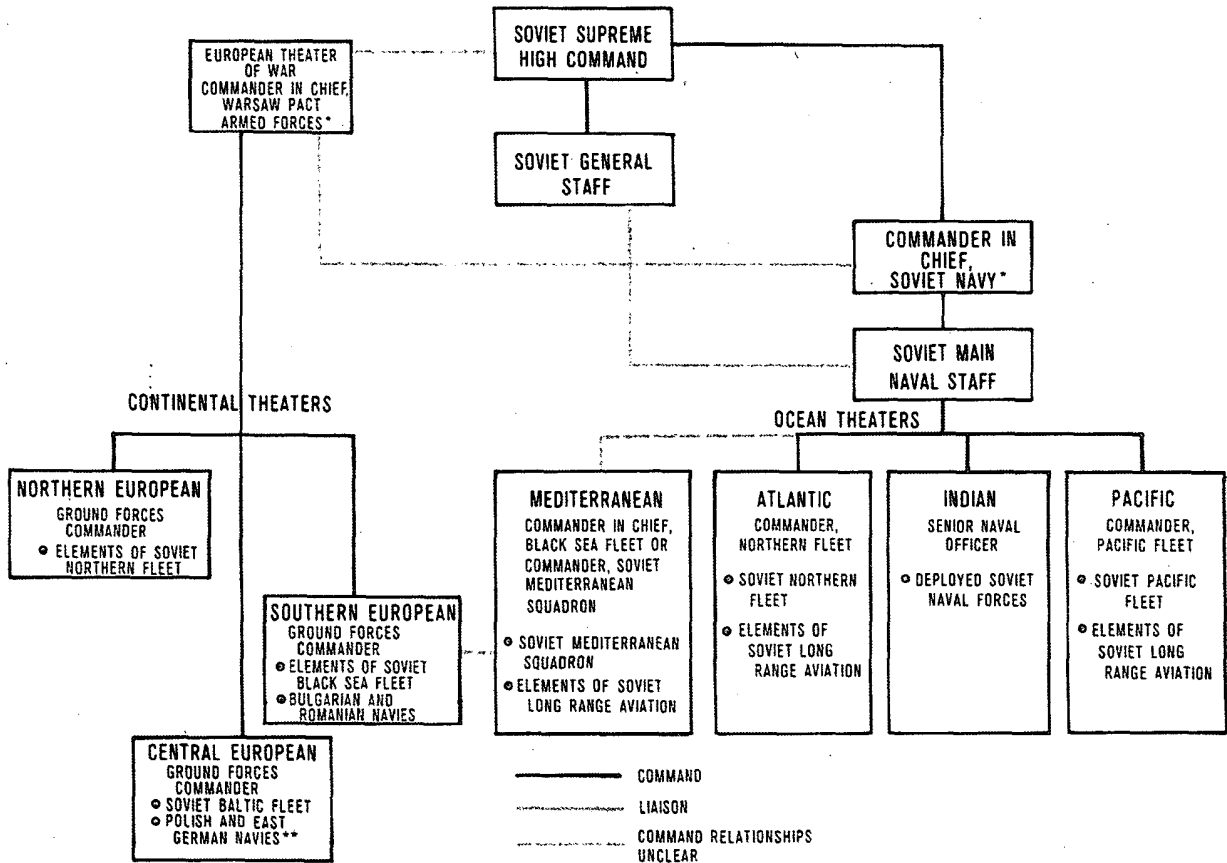 SOVIET SUPREME
HIGH COMMAND
EUROPEAN THEATER
OF WAR
COMMANDER IN CHIEF,
WARSAW PACT
ARMED FORCES*
SOVIET GENERAL
STAFF
COMMANDER IN
CHIEF,
SOVIET NAVY*
SOVIET MAIN
NAVAL STAFF
CONTINENTAL THEATERS
OCEAN THEATERS
NORTHERN EUROPEAN
GROUND FORCES
COMMANDER
ELEMENTS OF SOVIET
NORTHERN FLEET
SOUTHERN EUROPEAN
GROUND FORCES
COMMANDER
ELEMENTS OF SOVIET
BLACK SEA FLEET
BULGARIAN AND
ROMANIAN NAVIES
CENTRAL EUROPEAN
GROUND FORCES
COMMANDER
SOVIET BALTIC FLEET
POLISH AND EAST
GERMAN NAVIES**
MEDITERRANEAN
COMMANDER IN CHIEF,
BLACK SEA FLEET OR
COMMANDER, SOVIET
MEDITERRANEAN
SQUADRON
SOVIET MEDITERRANEAN
SQUADRON
ELEMENTS OF SOVIET
LONG RANGE AVIATION
ATLANTIC
COMMANDER,
NORTHERN FLEET
SOVIET NORTHERN
FLEET
ELEMENTS OF
SOVIET LONG
RANGE AVIATION
INDIAN
SENIOR NAVAL
OFFICER
DEPLOYED SOVIET
NAVAL FORCES
PACIFIC
COMMANDER,
PACIFIC FLEET
SOVIET PACIFIC
FLEET
ELEMENTS OF
SOVIET LONG
RANGE AVIATION
COMMAND
LIAISON
COMMAND RELATIONSHIPS
UNCLEAR